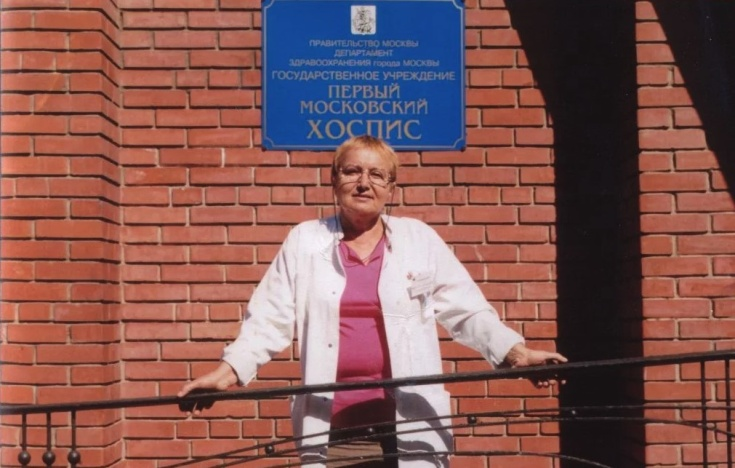 ПРАВИТЕЛЬСТВО МОСКВЫ
ДЕПАРТАМЕНТ
ЗДРАВООХРАНЕНИЯ города МОСКВЫ
ГОСУДАРСТВЕННОЕ УЧРЕЖДЕНИЕ
ПЕРВЫЙ
МОСКОВСКИЙ
ХОСПИС